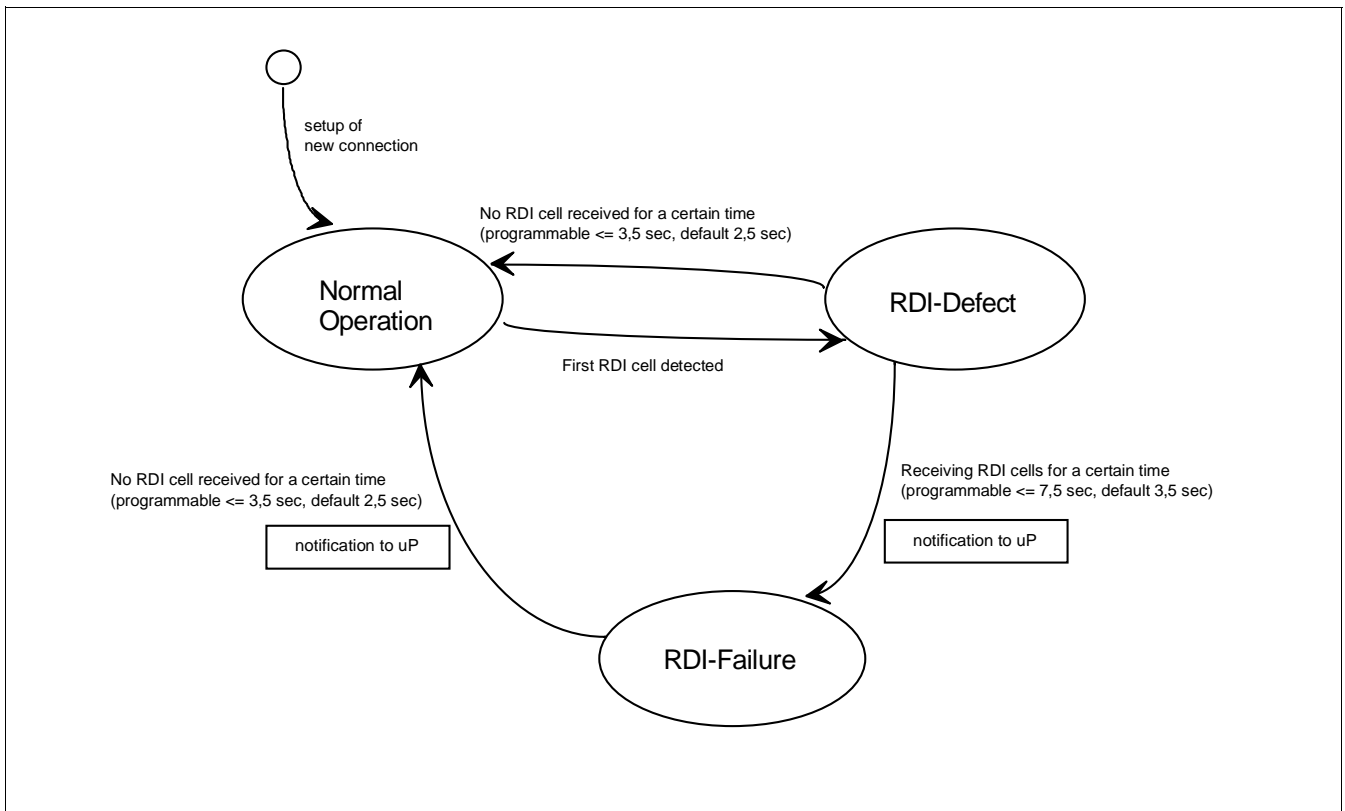 setup of
new connection
No RDI cell received for a certain time
(programmable <= 3,5 sec, default 2,5 sec)
Normal
Operation
RDI-Defect
First RDI cell detected
No RDI cell received for a certain time
(programmable <= 3,5 sec, default 2,5 sec)
notification to uP
Receiving RDI cells for a certain time
(programmable <= 7,5 sec, default 3,5 sec)
notification to uP
RDI-Failure